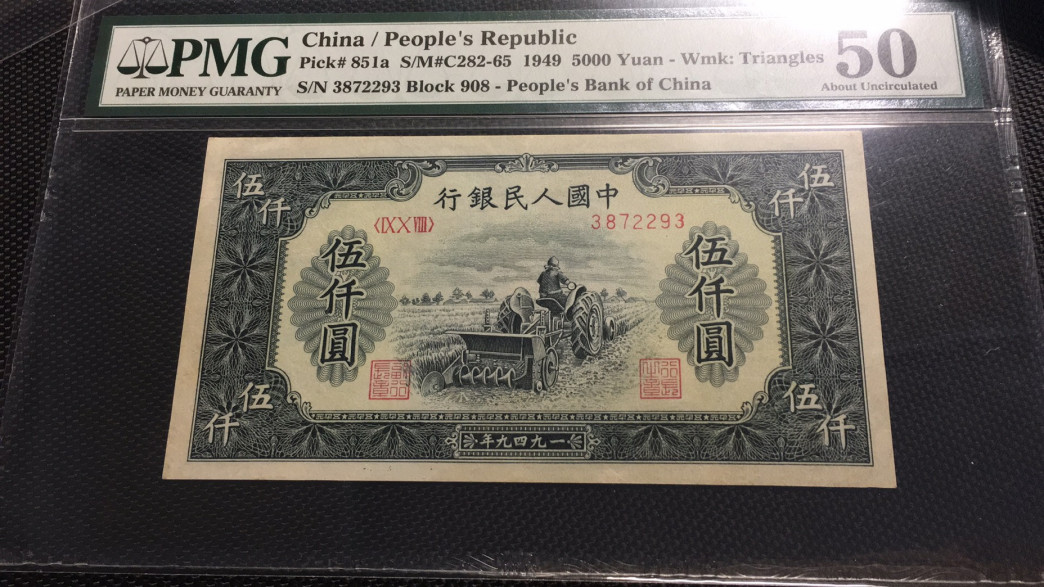 PMG
PAPER MONEY GUARANTY
China / People's Republic
Pick# 851a S/M#C282-65 1949 5000 Yuan - Wmk: Triangles
S/N 3872293 Block 908 - People's Bank of China
50
About Uncirculated
行銀民人國中
〈IX X VIII〉
3872293
伍仟
伍仟
伍仟圓
伍仟圓
伍仟
伍仟
年九四九一